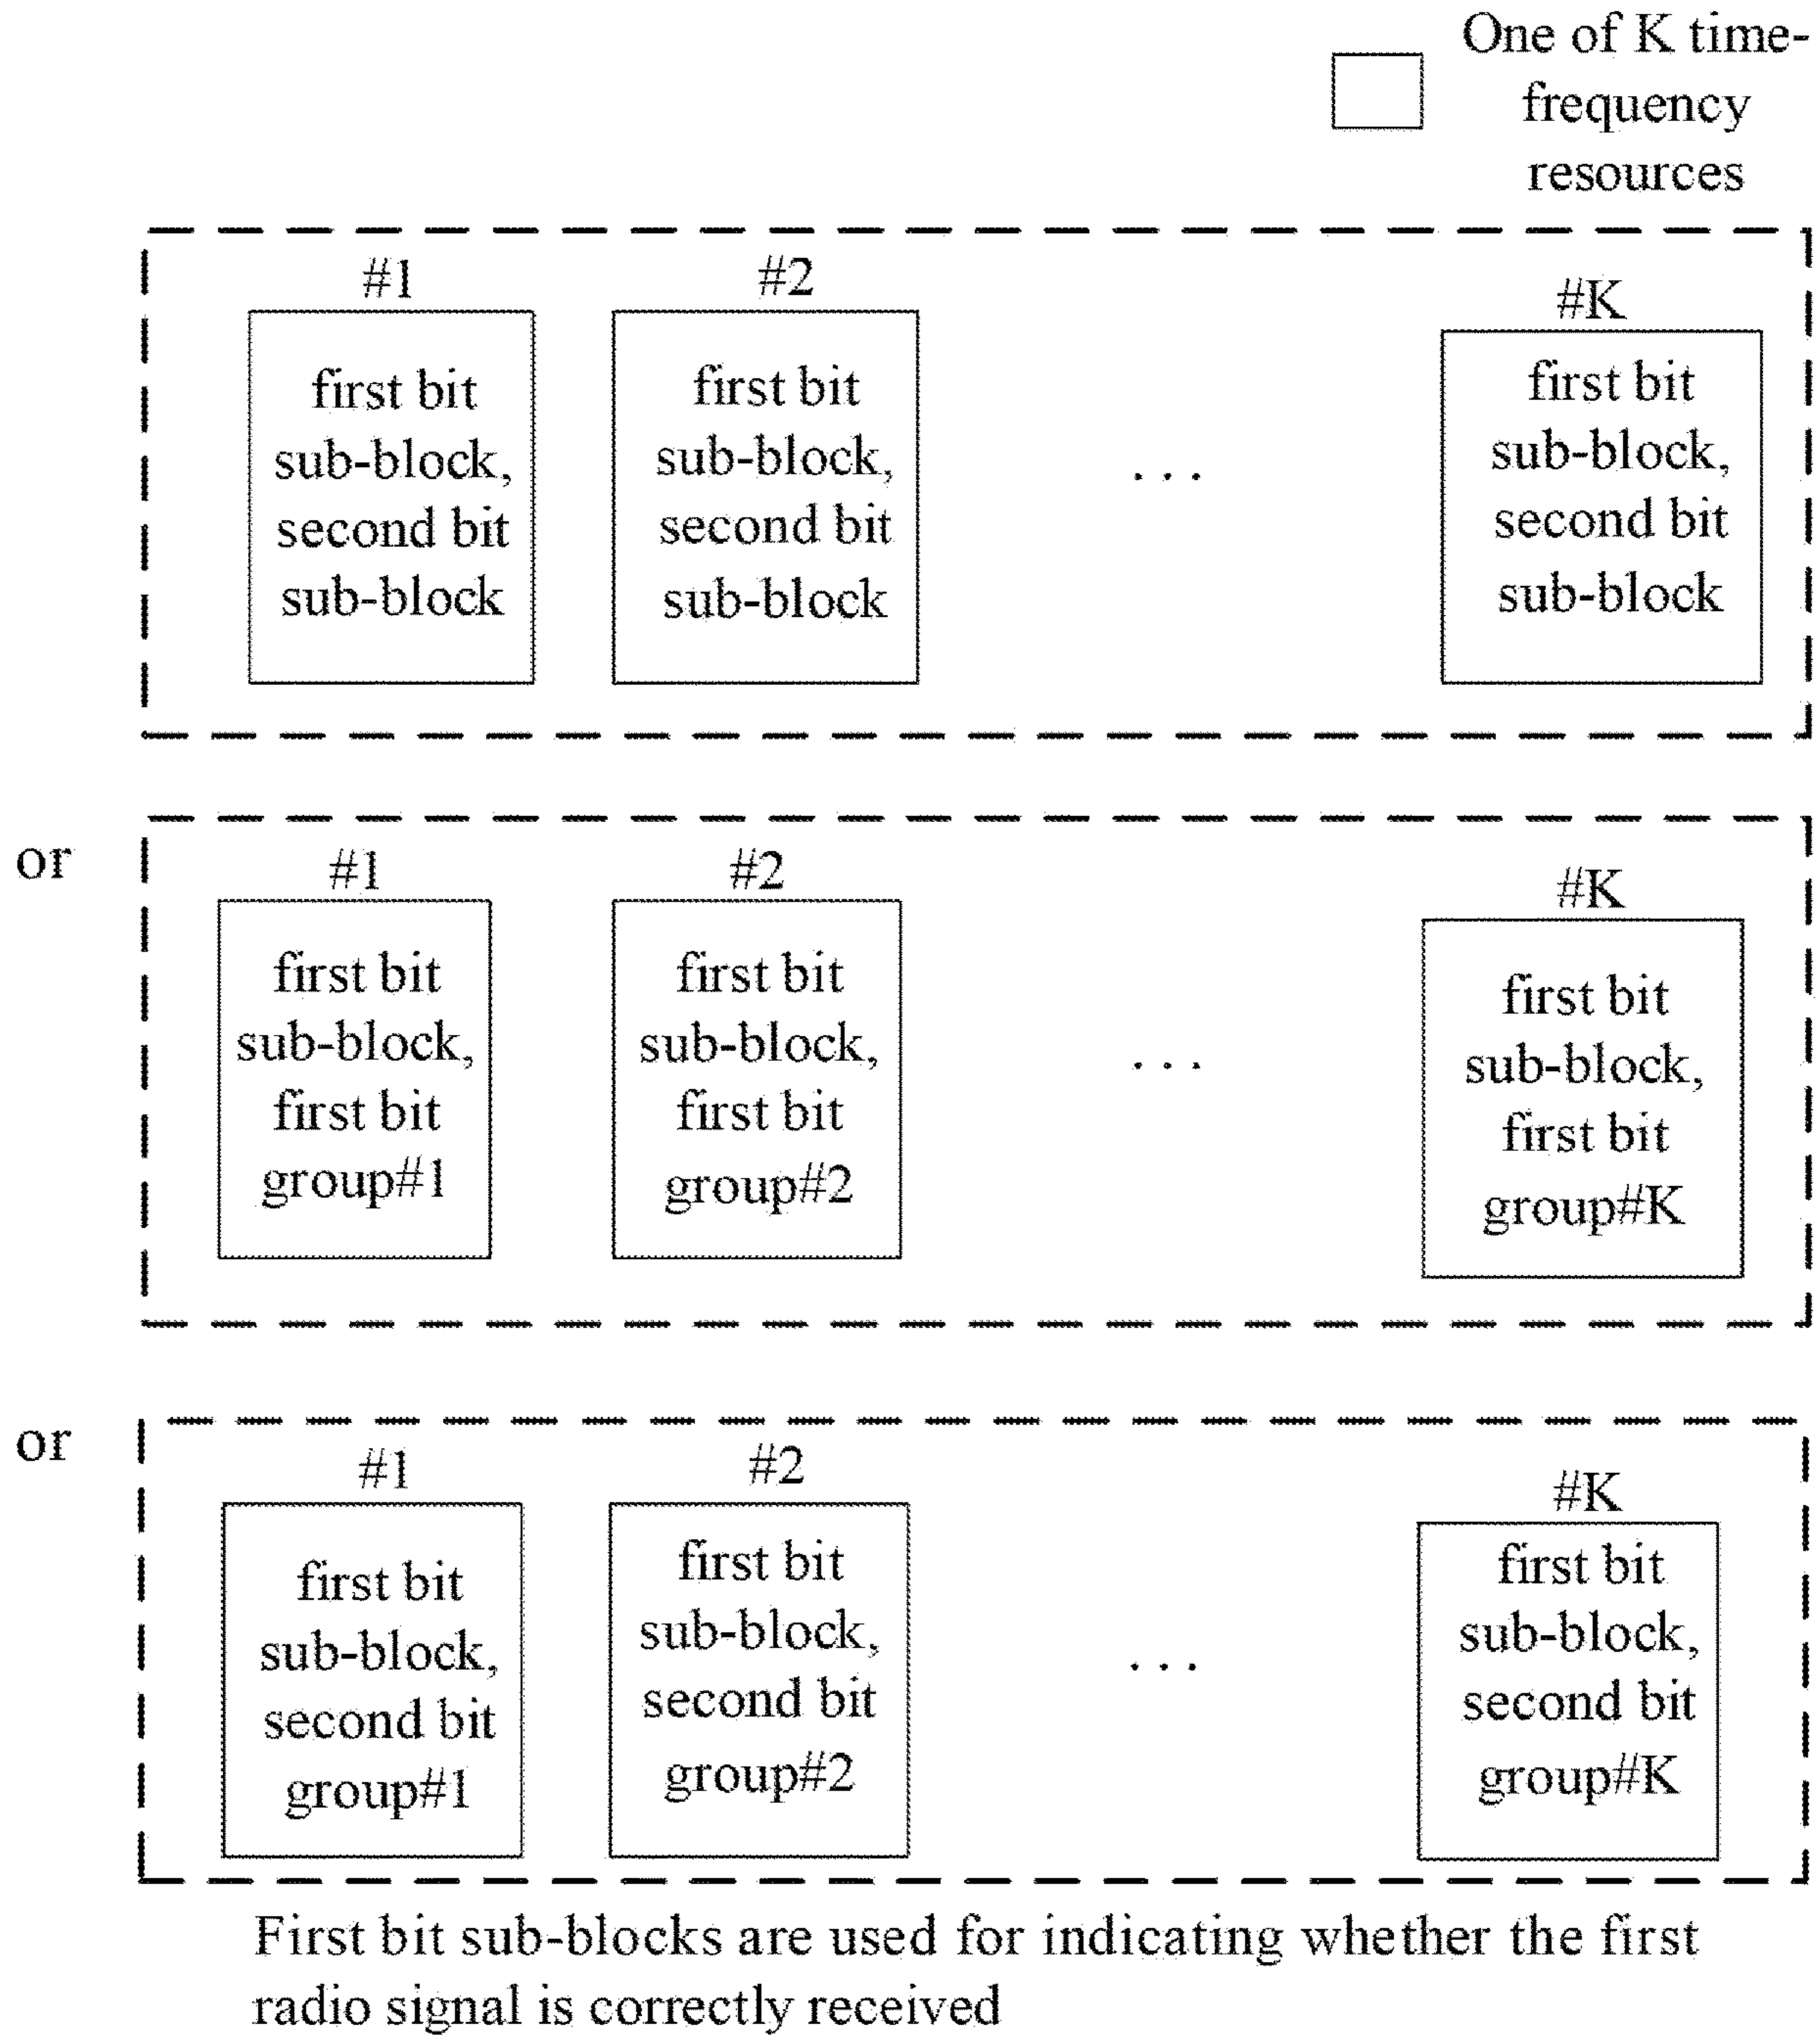 One of K time-
frequency
resources
#1
first bit
sub-block,
second bit
sub-block
#2
first bit
sub-block,
second bit
sub-block
. . .
#K
first bit
sub-block,
second bit
sub-block
or
#1
first bit
sub-block,
first bit
group#1
#2
first bit
sub-block,
first bit
group#2
. . .
#K
first bit
sub-block,
first bit
group#K
or
#1
first bit
sub-block,
second bit
group#1
#2
first bit
sub-block,
second bit
group#2
. . .
#K
first bit
sub-block,
second bit
group#K
First bit sub-blocks are used for indicating whether the first
radio signal is correctly received